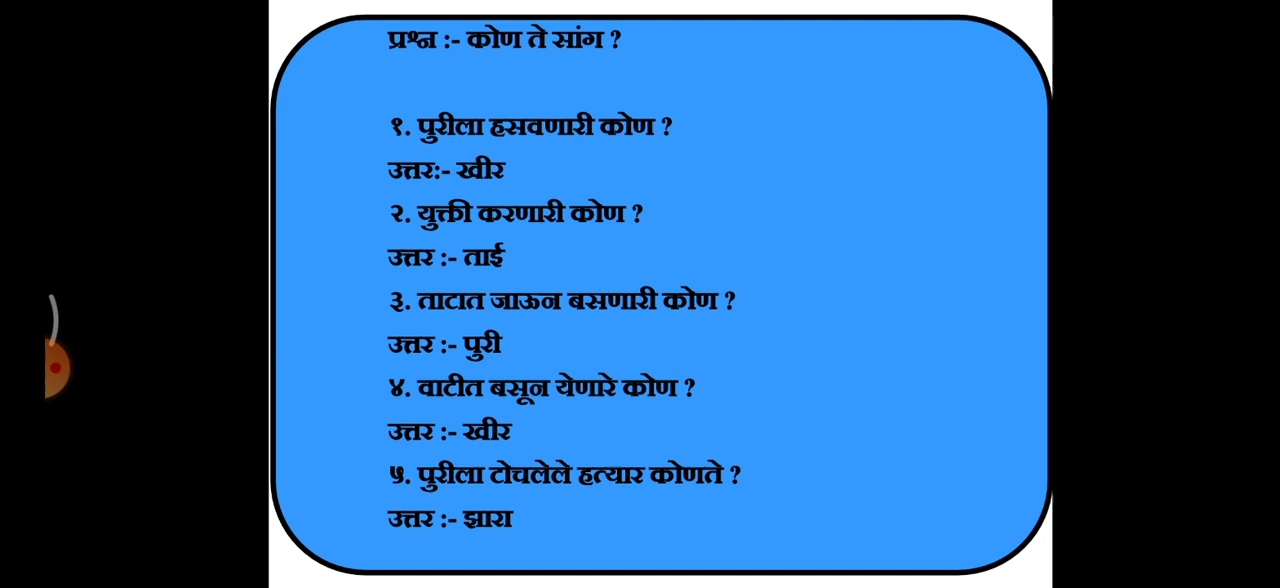 प्रश्न :- कोण ते सांग ?
१. पुरीला हसवणारी कोण ?
उत्तर:- खीर
२. युक्ती करणारी कोण ?
उत्तर :- ताई
३. ताटात जाऊन बसणारी कोण ?
उत्तर :- पुरी
४. वाटीत बसून येणारे कोण ?
उत्तर :- खीर
५. पुरीला टोचलेले हत्यार कोणते ?
उत्तर :- झारा